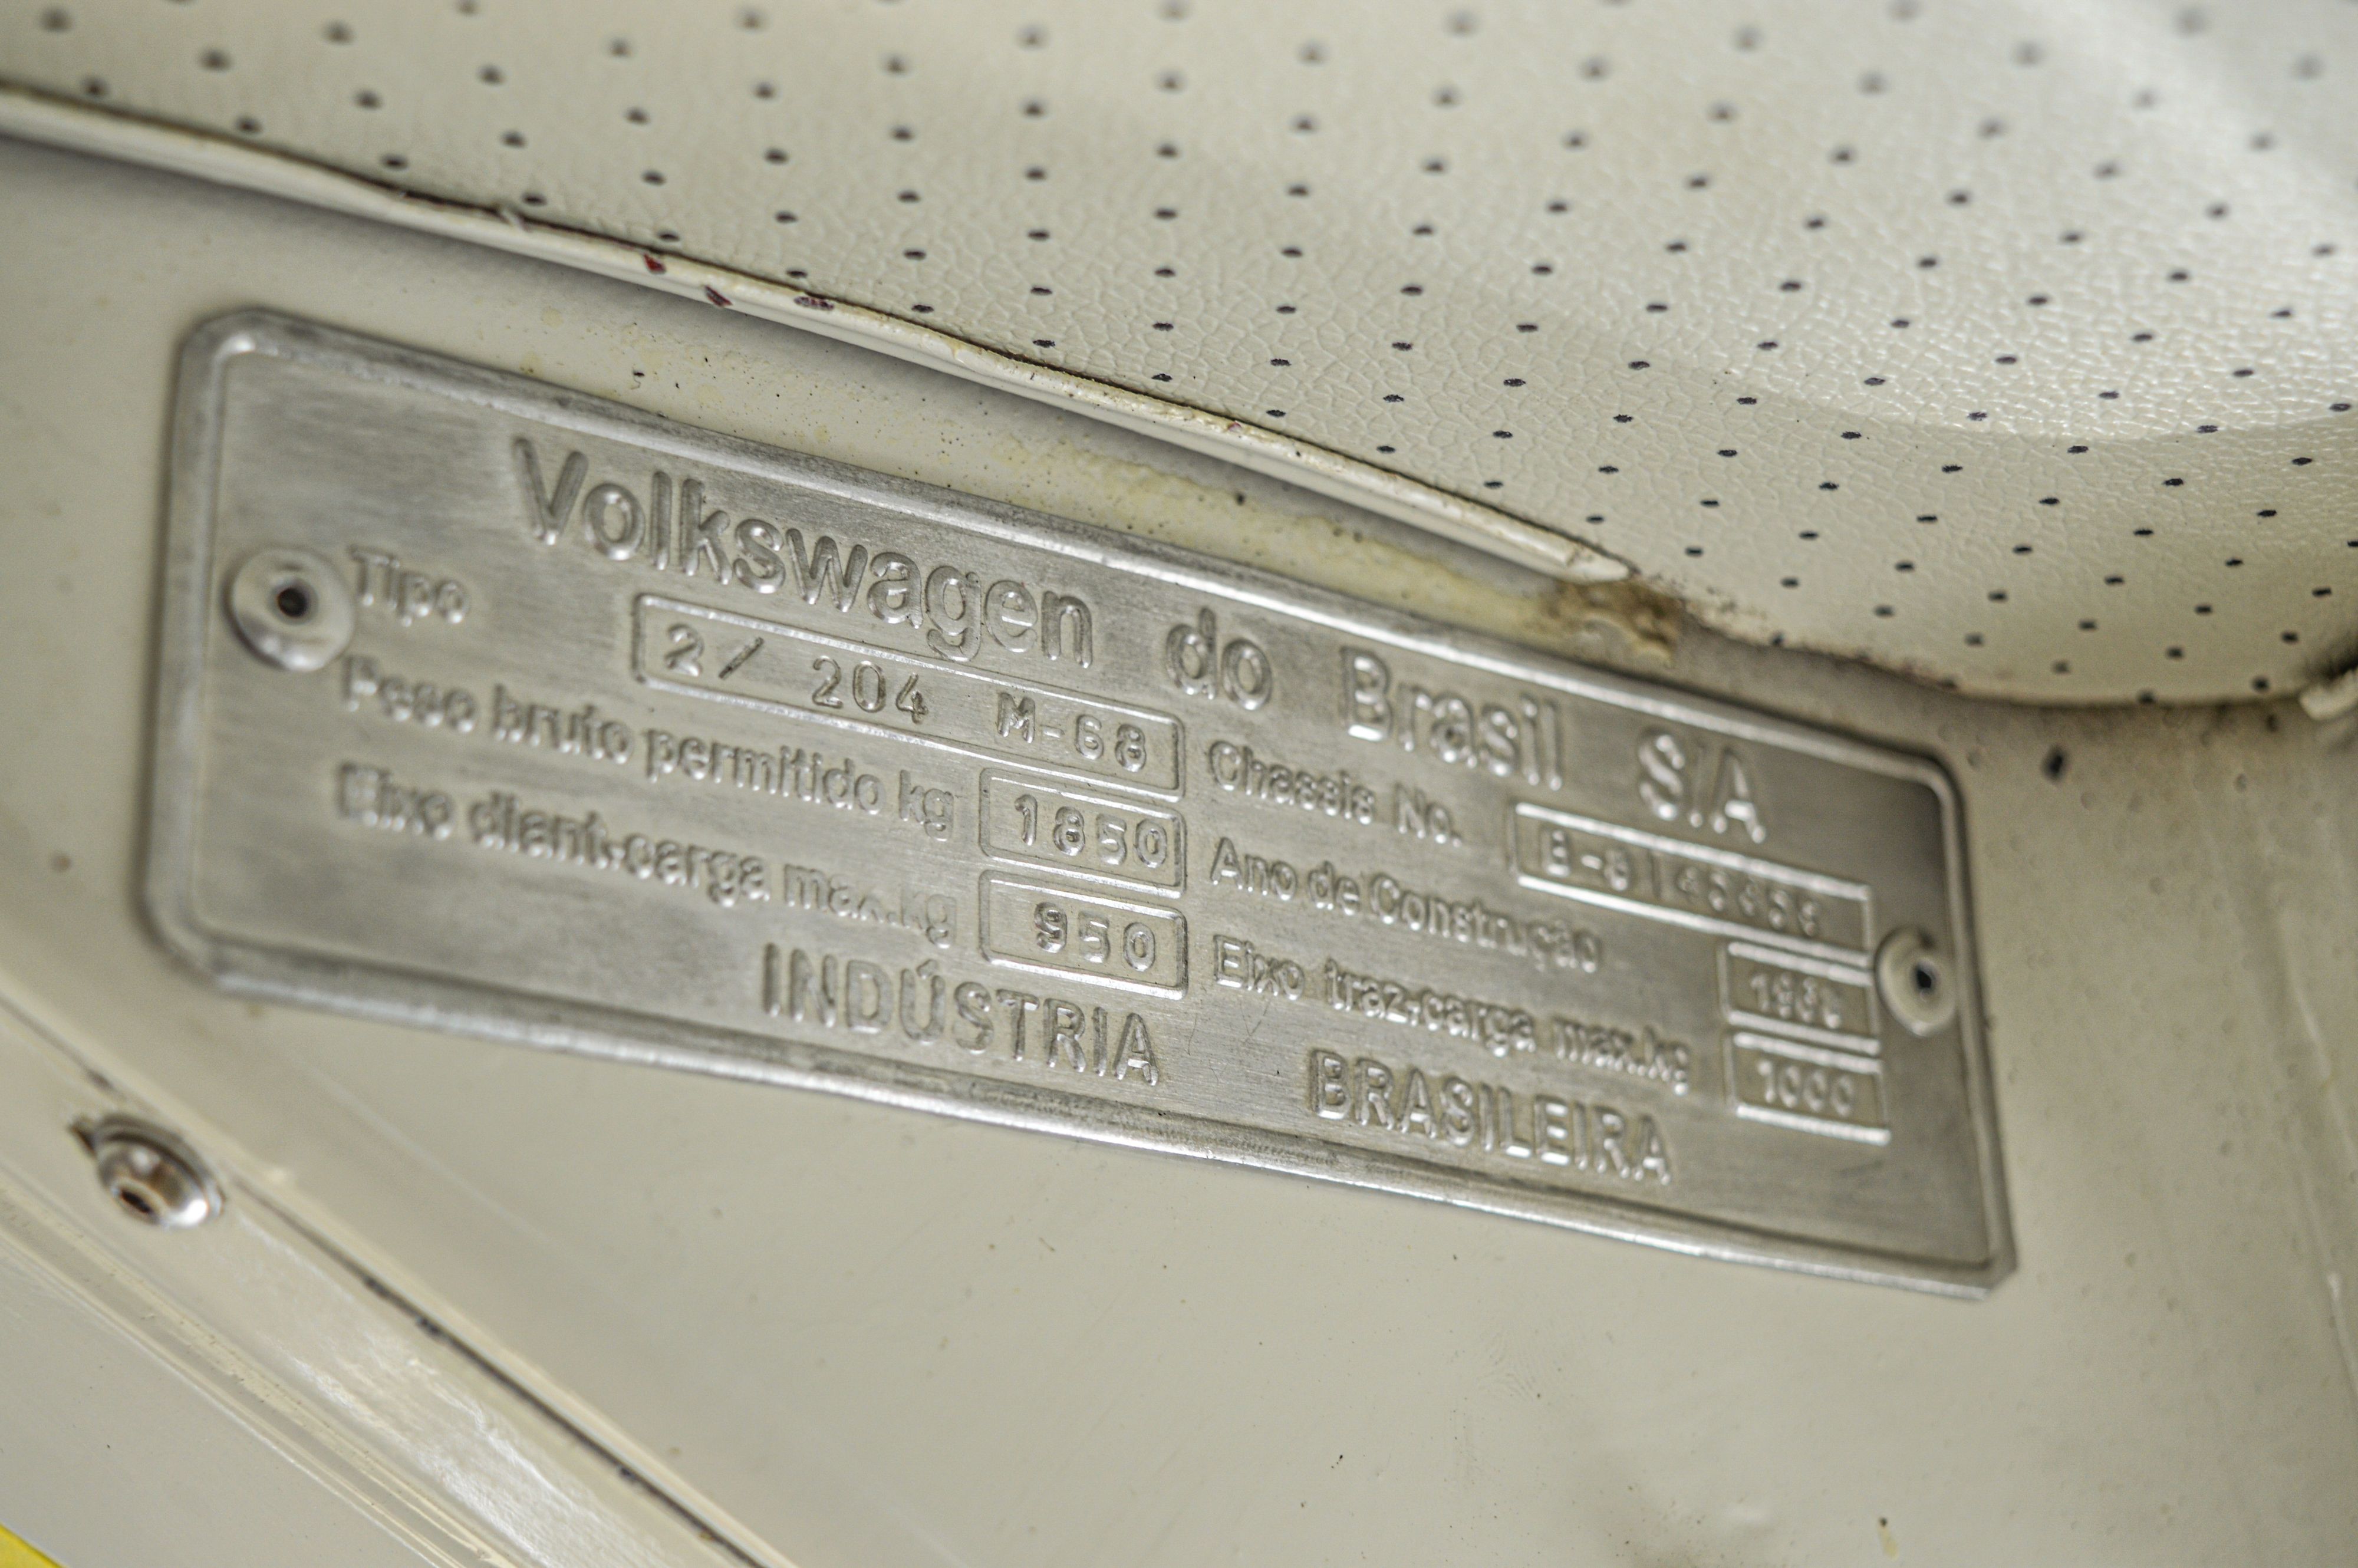 Volkswagen do Brasil S/A
Tipo 2/ 204 M-68 Chassis No.
Peso bruto permitido kg 1850 Ano de Construção
Eixo diant.carga max.kg 950 Eixo traz.carga max.kg 1000
INDÚSTRIA BRASILEIRA